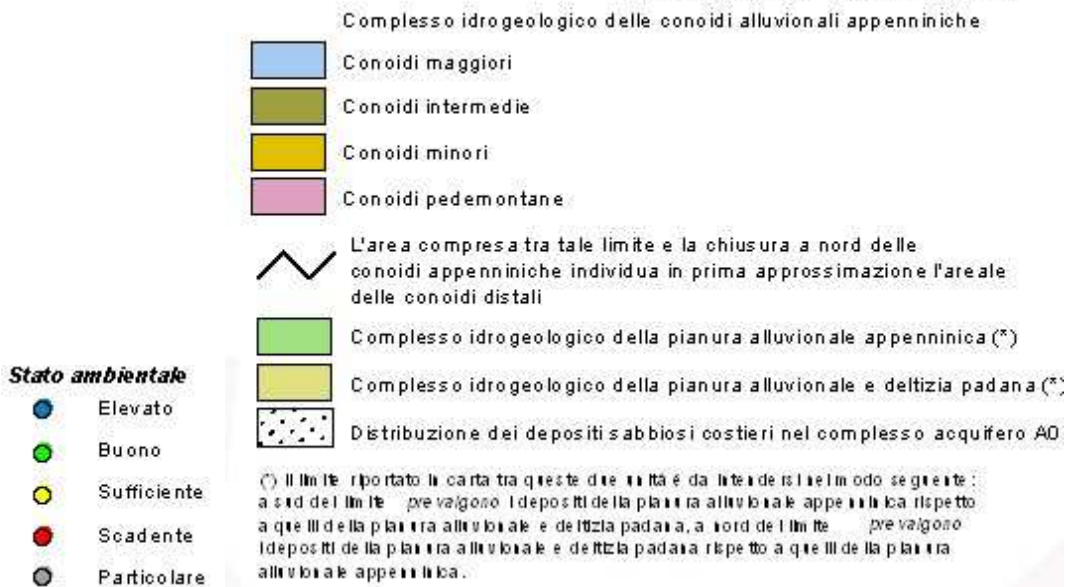 Complesso idrogeologico delle conoidi alluvionali appenniniche
Conoidi maggiori
Conoidi intermedie
Conoidi minori
Conoidi pedemontane
L'area compresa tra tale limite e la chiusura a nord delle
conoidi appenniniche individua in prima approssimazione l'areale
delle conoidi distali
Complesso idrogeologico della pianura alluvionale appenninica (*)
Complesso idrogeologico della pianura alluvionale e deltizia padana (*)
Distribuzione dei depositi sabbiosi costieri nel complesso acquifero A0
(*) Il limite riportato in carta tra queste due unità é da intendersi nel modo seguente:
a sud del limite prevalgono i depositi della pianura alluvionale appenninica rispetto
a quelli della pianura alluvionale e deltizia padana, a nord del limite prevalgono
i depositi della pianura alluvionale e deltizia padana rispetto a quelli della pianura
alluvionale appenninica.
Stato ambientale
Elevato
Buono
Sufficiente
Scadente
Particolare